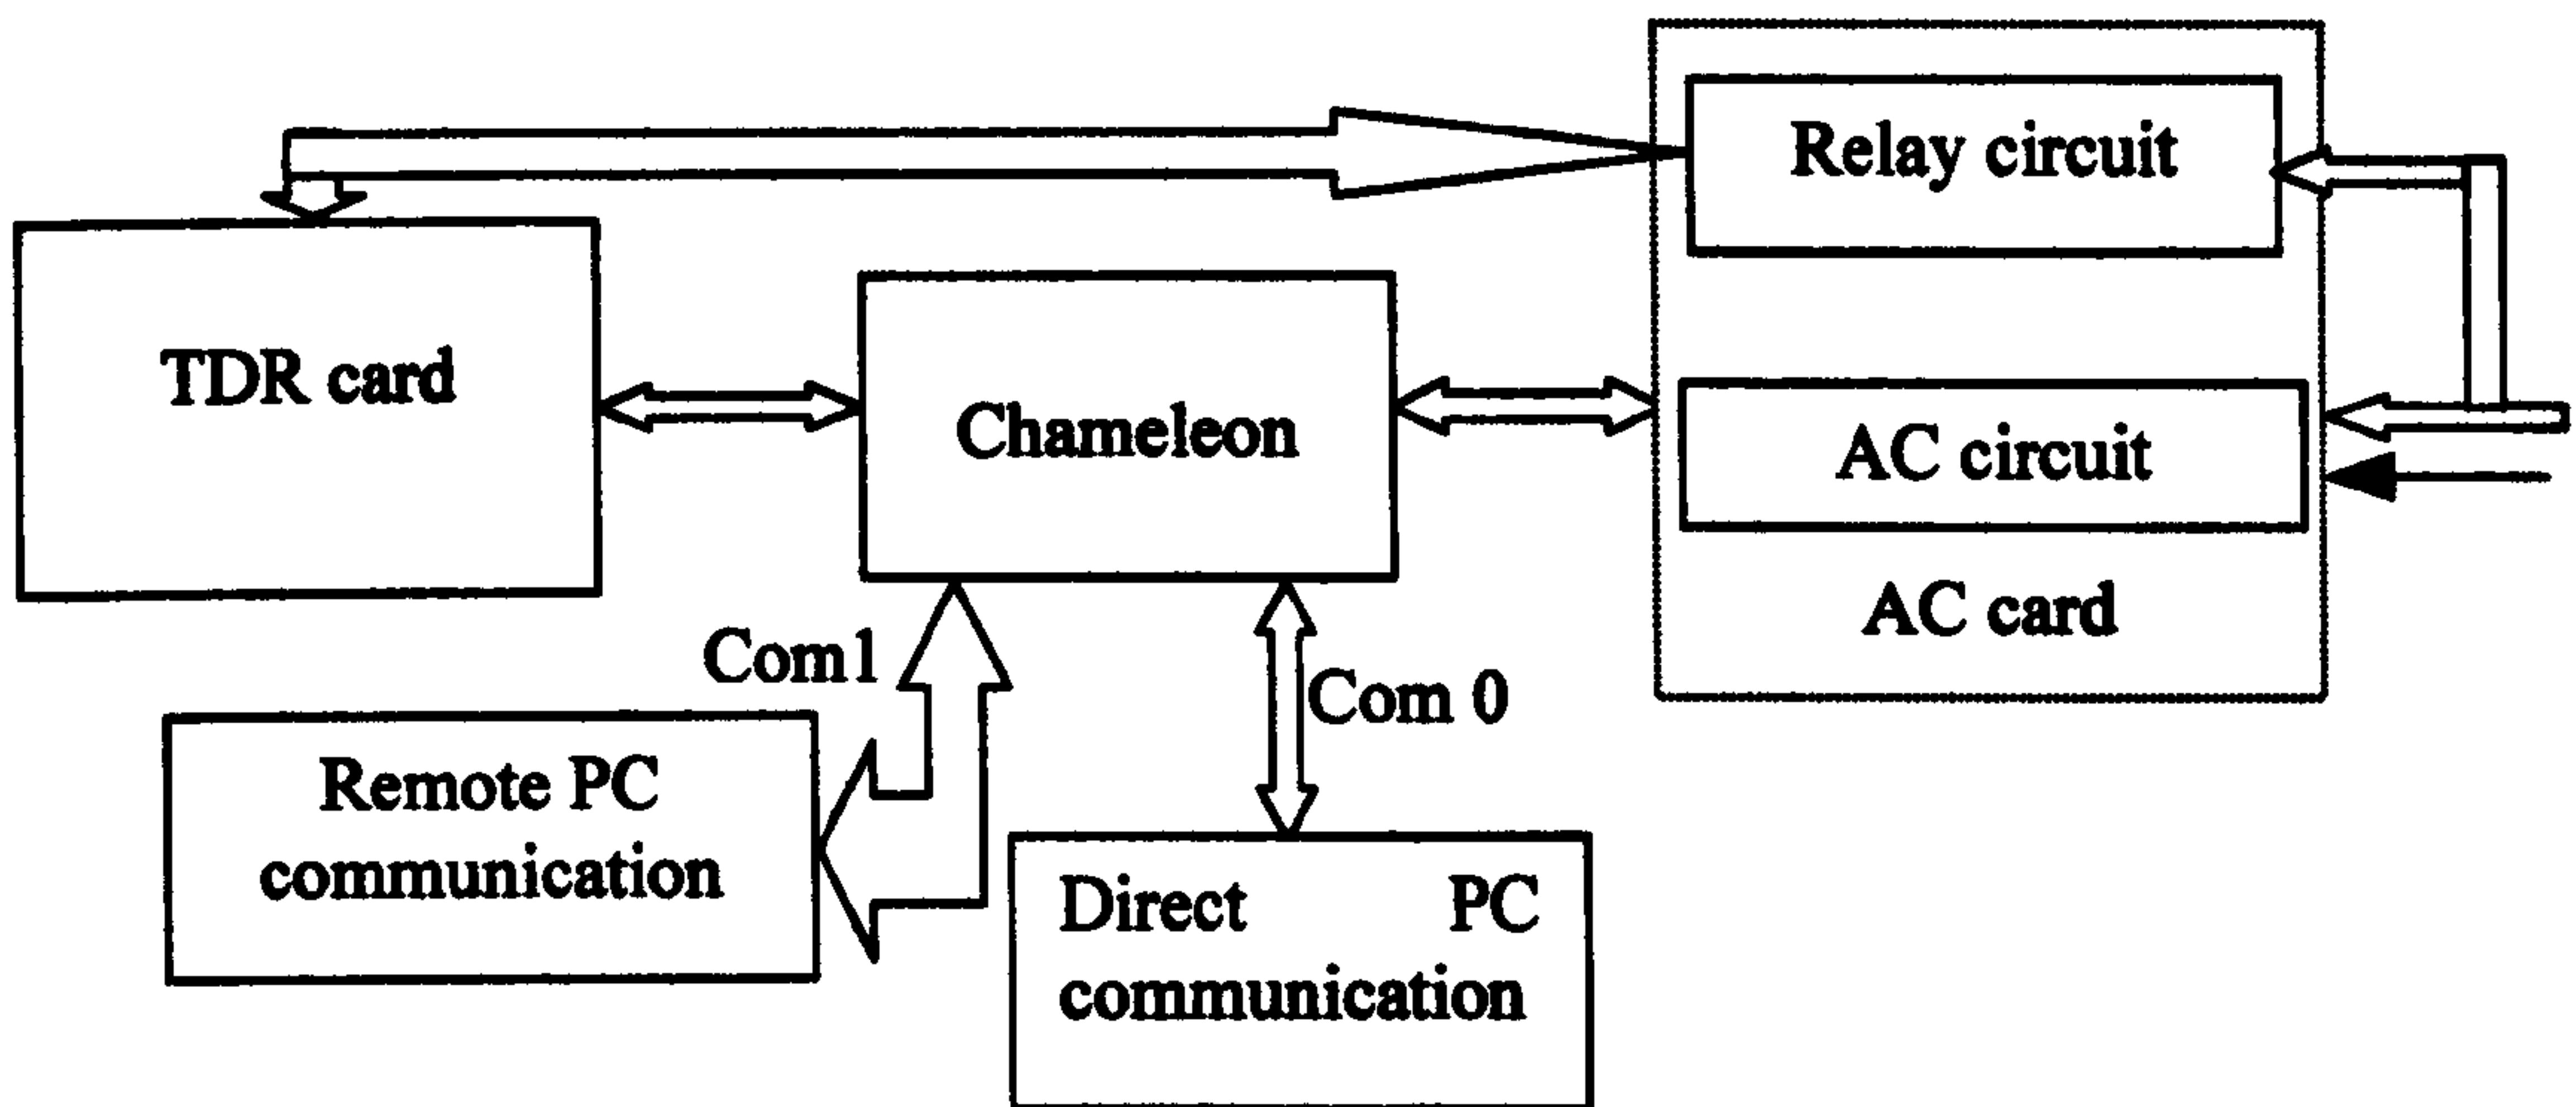 Relay circuit
TDR card
Chameleon
AC circuit
AC card
Com1
Com 0
Remote PC
communication
Direct PC
communication